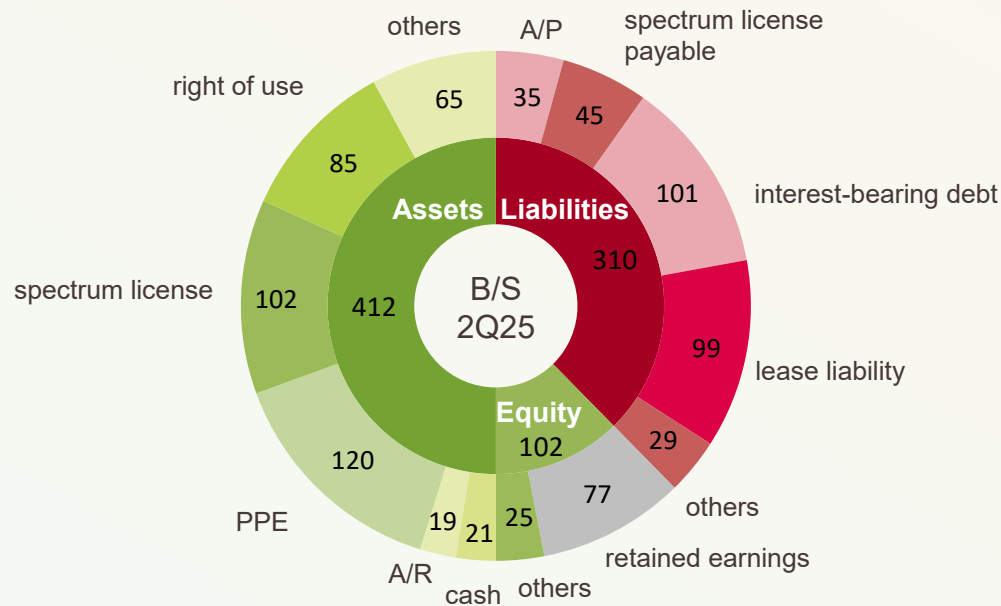 others
A/P
spectrum license
payable
right of use
65
35
45
85
101
interest-bearing debt
Assets
Liabilities
310
spectrum license
102
412
B/S
2Q25
99
lease liability
Equity
102
29
120
77
others
PPE
19
21
25
retained earnings
A/R
cash
others